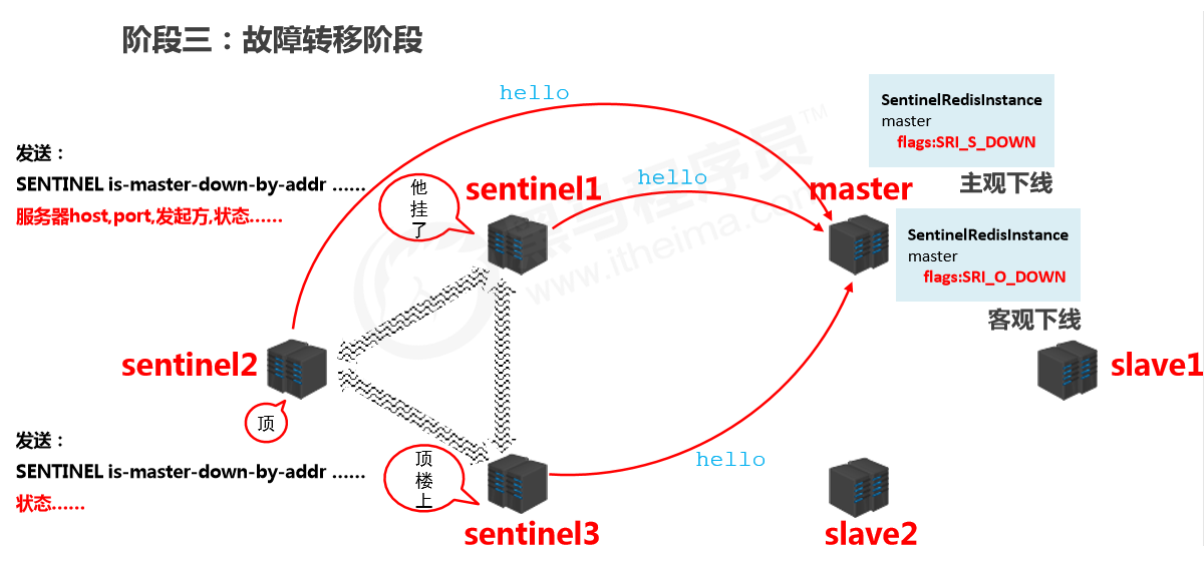 阶段三：故障转移阶段
hello
SentinelRedisInstance
master
flags:SRI_S_DOWN
主观下线
发送：
SENTINEL is-master-down-by-addr ……
服务器host,port,发起方,状态……
他
挂
了
sentinel1
hello
master
SentinelRedisInstance
master
flags:SRI_O_DOWN
客观下线
黑马程序员™
www.itheima.com
sentinel2
slave1
顶
发送：
SENTINEL is-master-down-by-addr ……
状态……
顶
楼
上
hello
sentinel3
slave2